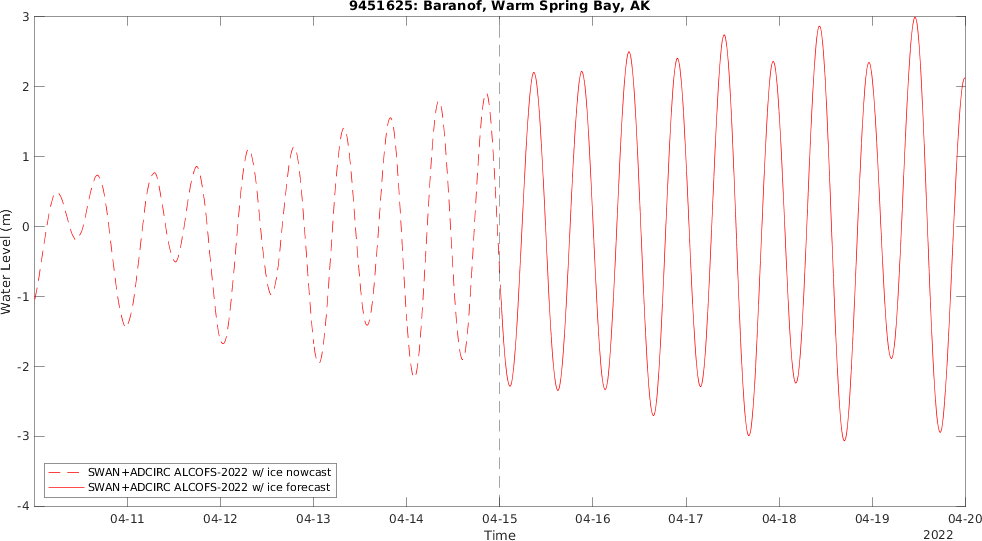 9451625: Baranof, Warm Spring Bay, AK
3
2
1
0
-1
-2
-3
-4
Water Level (m)
SWAN+ADCIRC ALCOFS-2022 w/ ice nowcast
SWAN+ADCIRC ALCOFS-2022 w/ ice forecast
04-11 04-12 04-13 04-14 04-15 04-16 04-17 04-18 04-19 04-20
Time
2022